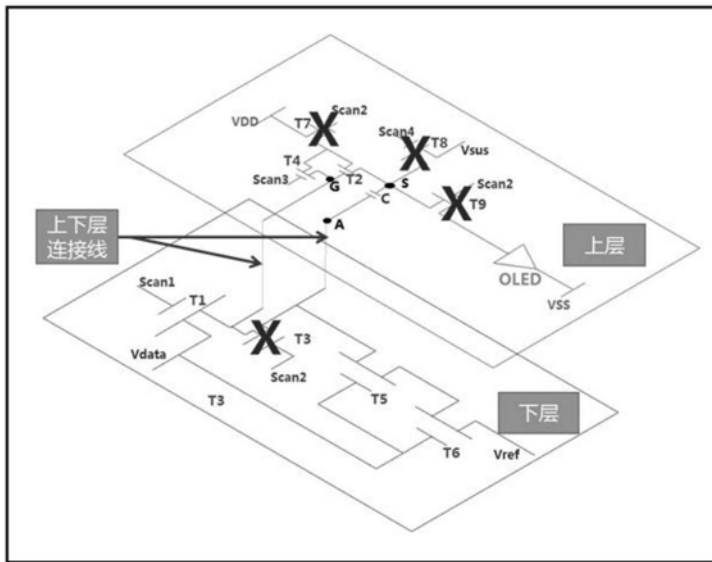 Scan2
VDD
T7
Scan4
T8
Vsus
T4
Scan3
G
T2
S
C
Scan2
T9
A
上下层
连接线
上层
OLED
VSS
Scan1
T1
T3
Vdata
Scan2
T3
T5
下层
T6
Vref